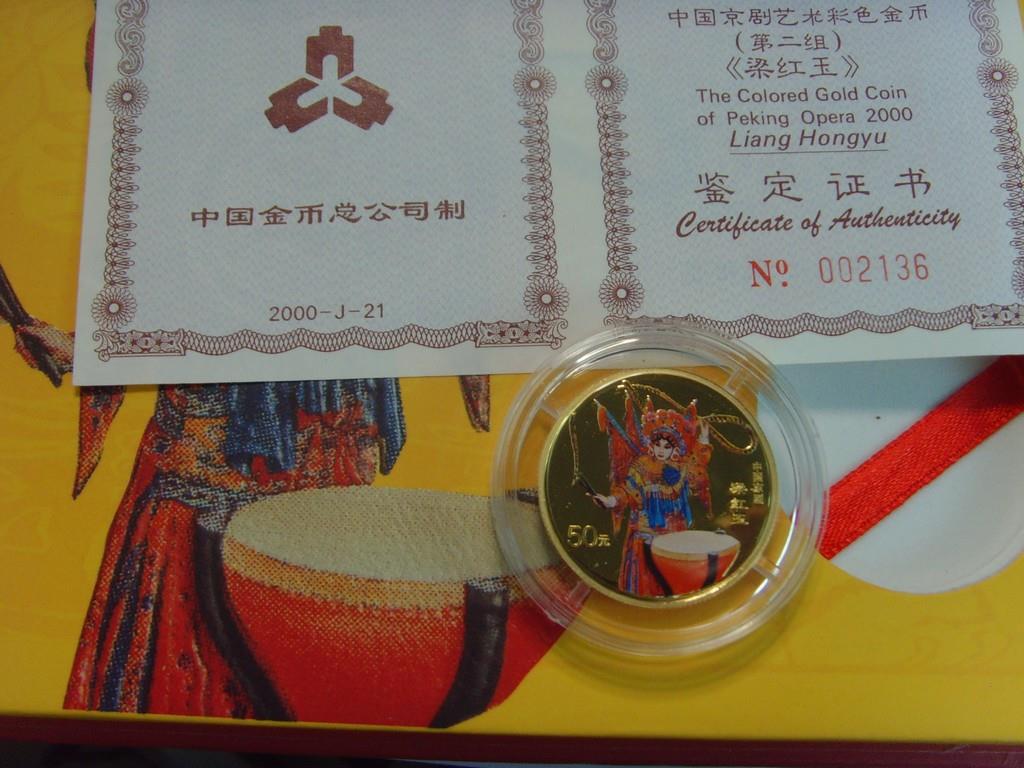 中国金币总公司制
2000-J-21
中国京剧艺术彩色金币
(第二组)
《梁红玉》
The Colored Gold Coin
of Peking Opera 2000
Liang Hongyu
鉴定证书
Certificate of Authenticity
Nº 002136
50元
梁红玉